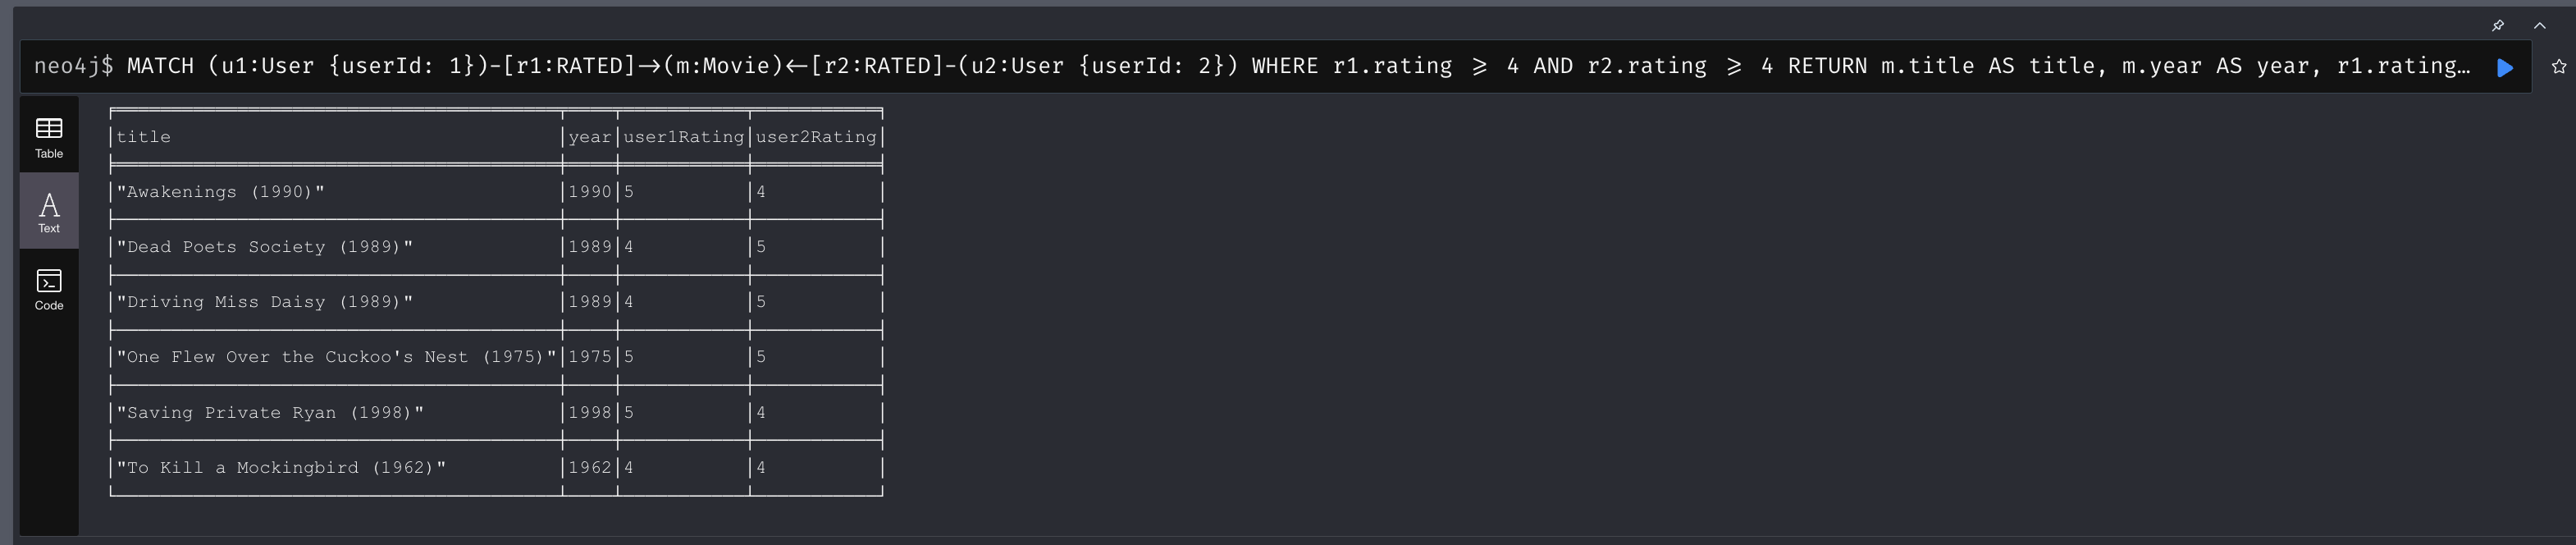 neo4j$ MATCH (u1:User {userId: 1})-[r1:RATED]->(m:Movie)<-[r2:RATED]-(u2:User {userId: 2}) WHERE r1.rating >= 4 AND r2.rating >= 4 RETURN m.title AS title, m.year AS year, r1.rating…
Table
Text
Code
title year user1Rating user2Rating
"Awakenings (1990)" 1990 5 4
"Dead Poets Society (1989)" 1989 4 5
"Driving Miss Daisy (1989)" 1989 4 5
"One Flew Over the Cuckoo's Nest (1975)" 1975 5 5
"Saving Private Ryan (1998)" 1998 5 4
"To Kill a Mockingbird (1962)" 1962 4 4